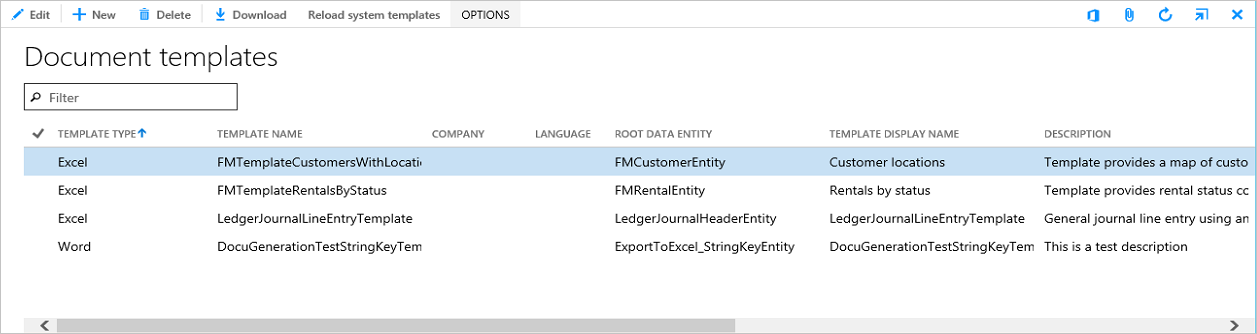 Edit New Delete Download Reload system templates OPTIONS
Document templates
Filter
TEMPLATE TYPE TEMPLATE NAME COMPANY LANGUAGE ROOT DATA ENTITY TEMPLATE DISPLAY NAME DESCRIPTION
Excel FMTemplateCustomersWithLocati FMCustomerEntity Customer locations Template provides a map of custo
Excel FMTemplateRentalsByStatus FMRentalEntity Rentals by status Template provides rental status cc
Excel LedgerJournalLineEntryTemplate LedgerJournalHeaderEntity LedgerJournalLineEntryTemplate General journal line entry using an
Word DocuGenerationTestStringKeyTem ExportToExcel_StringKeyEntity DocuGenerationTestStringKeyTem This is a test description